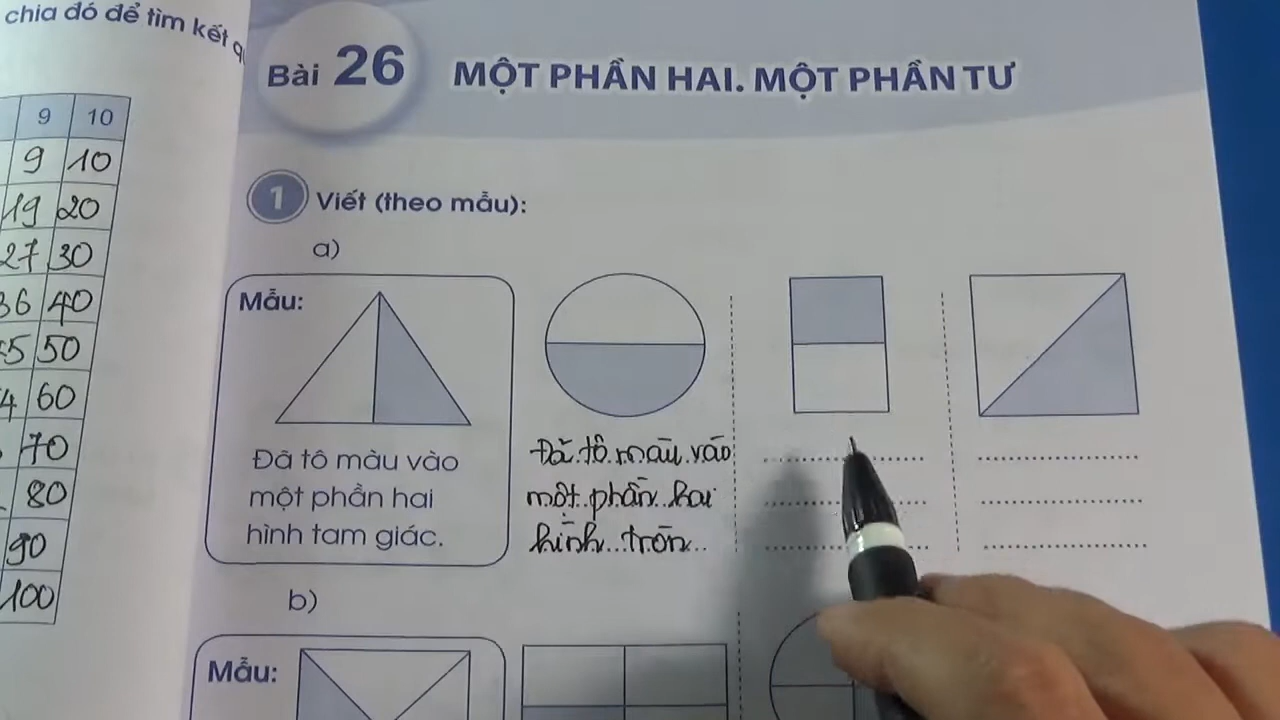 chia đó để tìm kết
Bài 26
MỘT PHẦN HAI. MỘT PHẦN TƯ
9 10
9 10
19 20
27 30
36 40
50
60
70
80
90
100
1 Viết (theo mẫu):
a)
Mẫu:
Đã tô màu vào
một phần hai
hình tam giác.
Đã tô màu vào
một phần hai
hình tròn
b)
Mẫu: